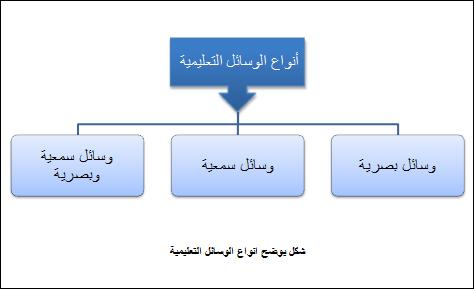 أنواع الوسائل التعليمية
وسائل بصرية
وسائل سمعية
وسائل سمعية
وبصرية
شكل يوضح انواع الوسائل التعليمية